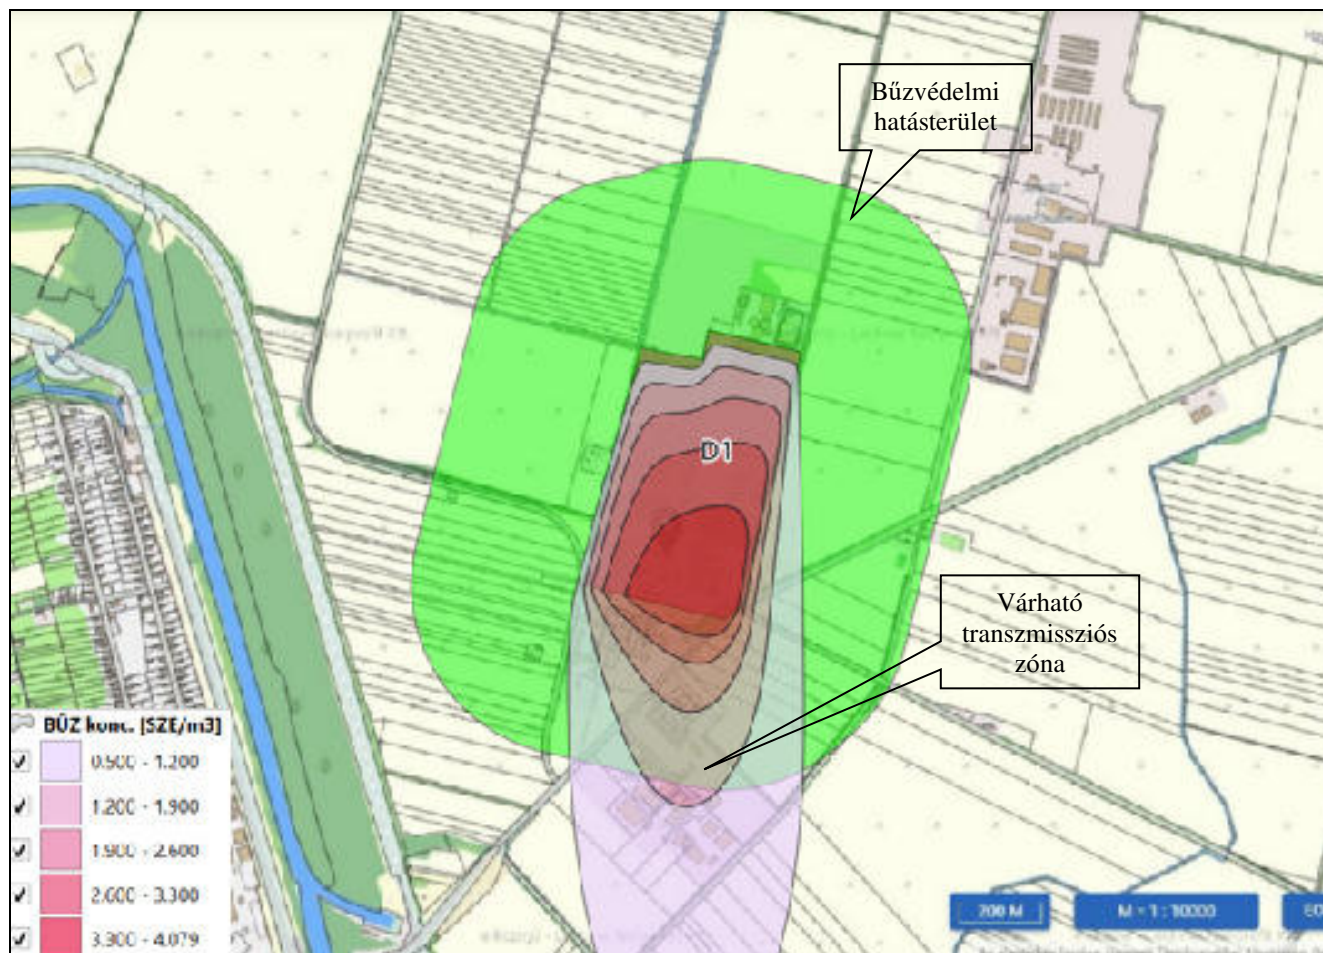 Bűzvédelmi
hatásterület
D1
Várható
transzmissziós
zóna
BŰZ konc. [SZE/m3]
0.500 - 1.200
1.200 - 1.900
1.900 - 2.600
2.600 - 3.300
3.300 - 4.079
200 M
M = 1 : 10000